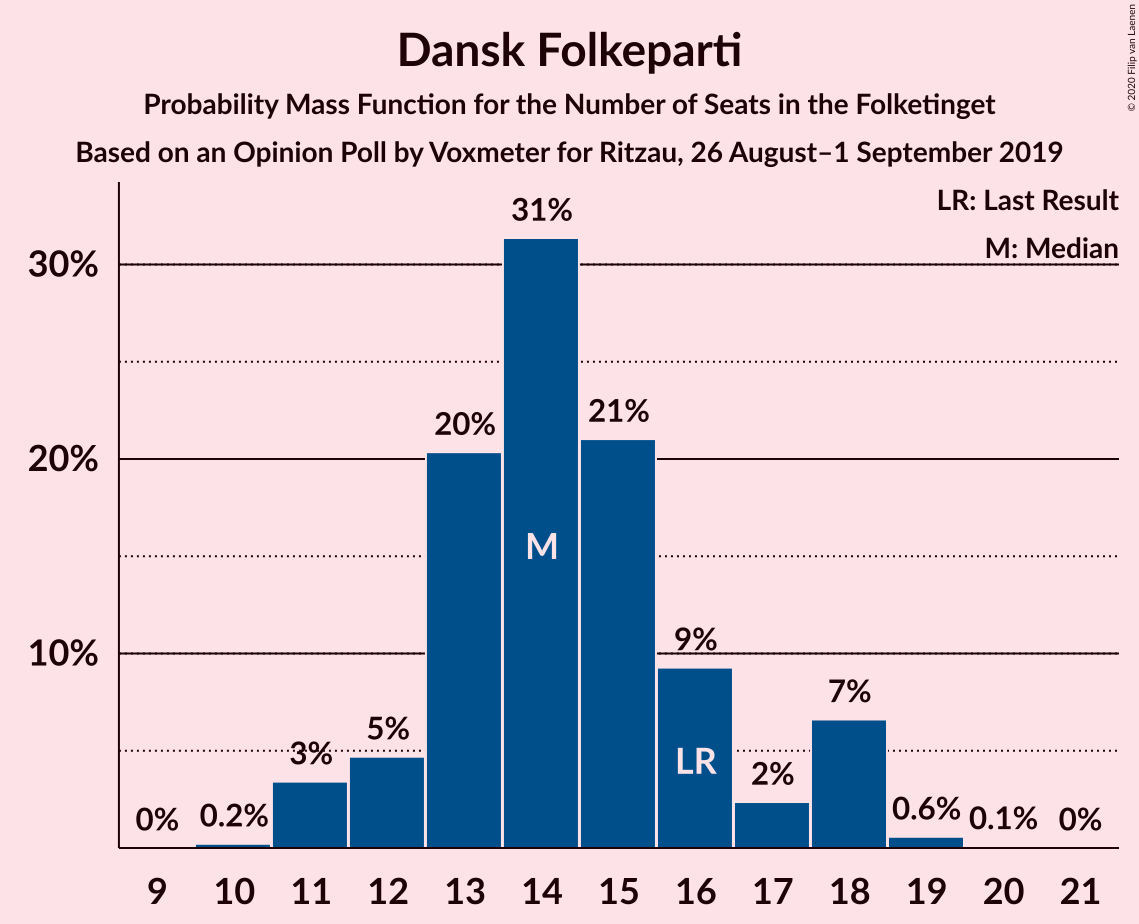 Dansk Folkeparti
Probability Mass Function for the Number of Seats in the Folketinget
Based on an Opinion Poll by Voxmeter for Ritzau, 26 August–1 September 2019
© 2020 Filip van Laenen
LR: Last Result
M: Median
30%
20%
10%
0%
0.2%
3%
5%
20%
31%
21%
9%
2%
7%
0.6%
0.1%
0%
M
LR
9 10 11 12 13 14 15 16 17 18 19 20 21